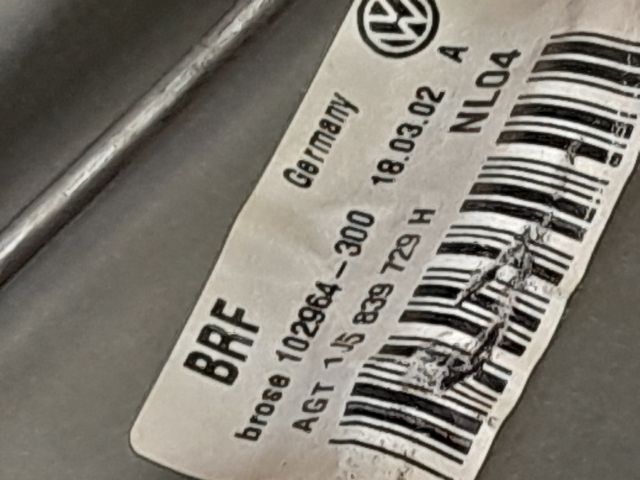 Germany
18.03.02 A
NL04
BRF
brose 102964-300
AGT 1J5 839 729 H